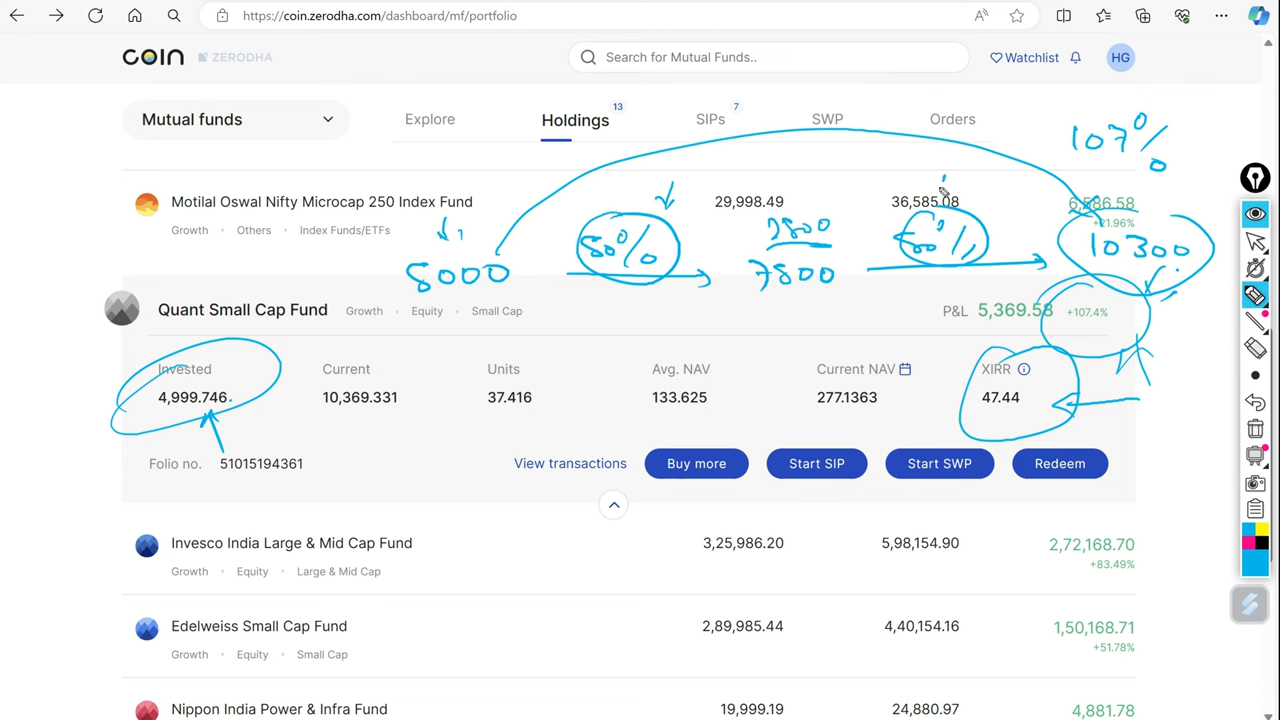 https://coin.zerodha.com/dashboard/mf/portfolio
coin ZERODHA Search for Mutual Funds.. Watchlist HG
Mutual funds Explore Holdings 13 SIPs 7 SWP Orders
107%
Motilal Oswal Nifty Microcap 250 Index Fund 29,998.49 36,585.08 6,586.58
Growth Others Index Funds/ETFs +21.96%
7800 10300
5000 50% 7500
Quant Small Cap Fund Growth Equity Small Cap P&L 5,369.58 +107.4%
Invested Current Units Avg. NAV Current NAV XIRR
4,999.746 10,369.331 37.416 133.625 277.1363 47.44
Folio no. 51015194361 View transactions Buy more Start SIP Start SWP Redeem
Invesco India Large & Mid Cap Fund 3,25,986.20 5,98,154.90 2,72,168.70
Growth Equity Large & Mid Cap +83.49%
Edelweiss Small Cap Fund 2,89,985.44 4,40,154.16 1,50,168.71
Growth Equity Small Cap +51.78%
Nippon India Power & Infra Fund 19,999.19 24,880.97 4,881.78